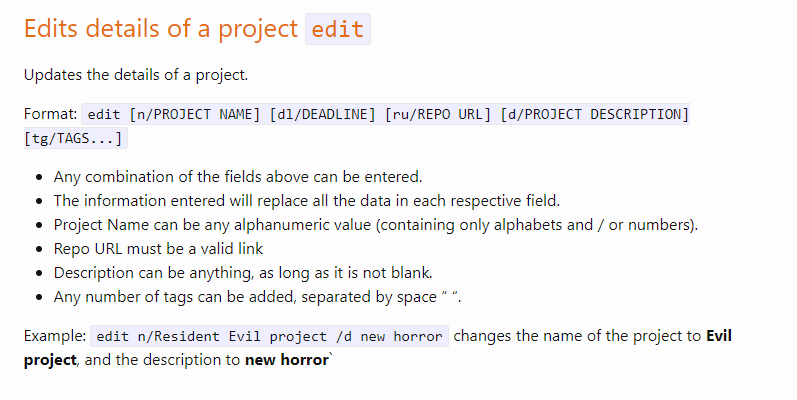 Edits details of a project edit
Updates the details of a project.
Format: edit [n/PROJECT NAME] [dl/DEADLINE] [ru/REPO URL] [d/PROJECT DESCRIPTION]
[tg/TAGS...]
• Any combination of the fields above can be entered.
• The information entered will replace all the data in each respective field.
• Project Name can be any alphanumeric value (containing only alphabets and / or numbers).
• Repo URL must be a valid link
• Description can be anything, as long as it is not blank.
• Any number of tags can be added, separated by space “ “.
Example: edit n/Resident Evil project /d new horror changes the name of the project to Evil
project, and the description to new horror`